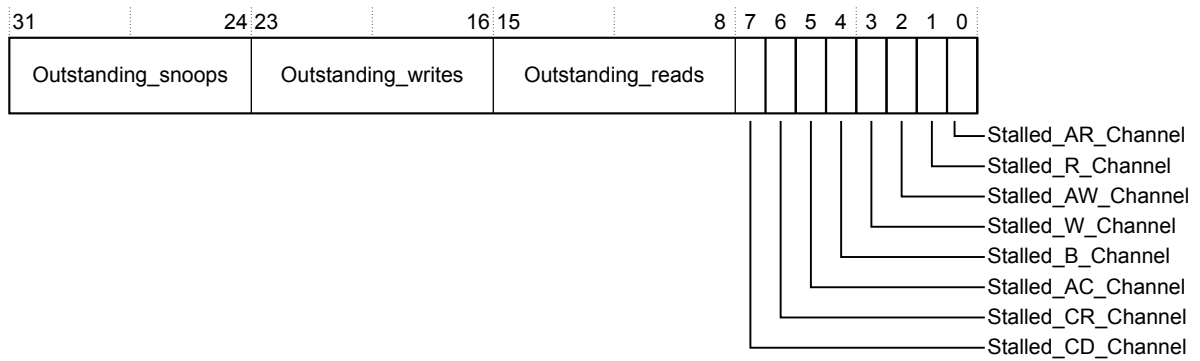 31 24 23 16 15 8 7 6 5 4 3 2 1 0
Outstanding_snoops Outstanding_writes Outstanding_reads
Stalled_AR_Channel
Stalled_R_Channel
Stalled_AW_Channel
Stalled_W_Channel
Stalled_B_Channel
Stalled_AC_Channel
Stalled_CR_Channel
Stalled_CD_Channel